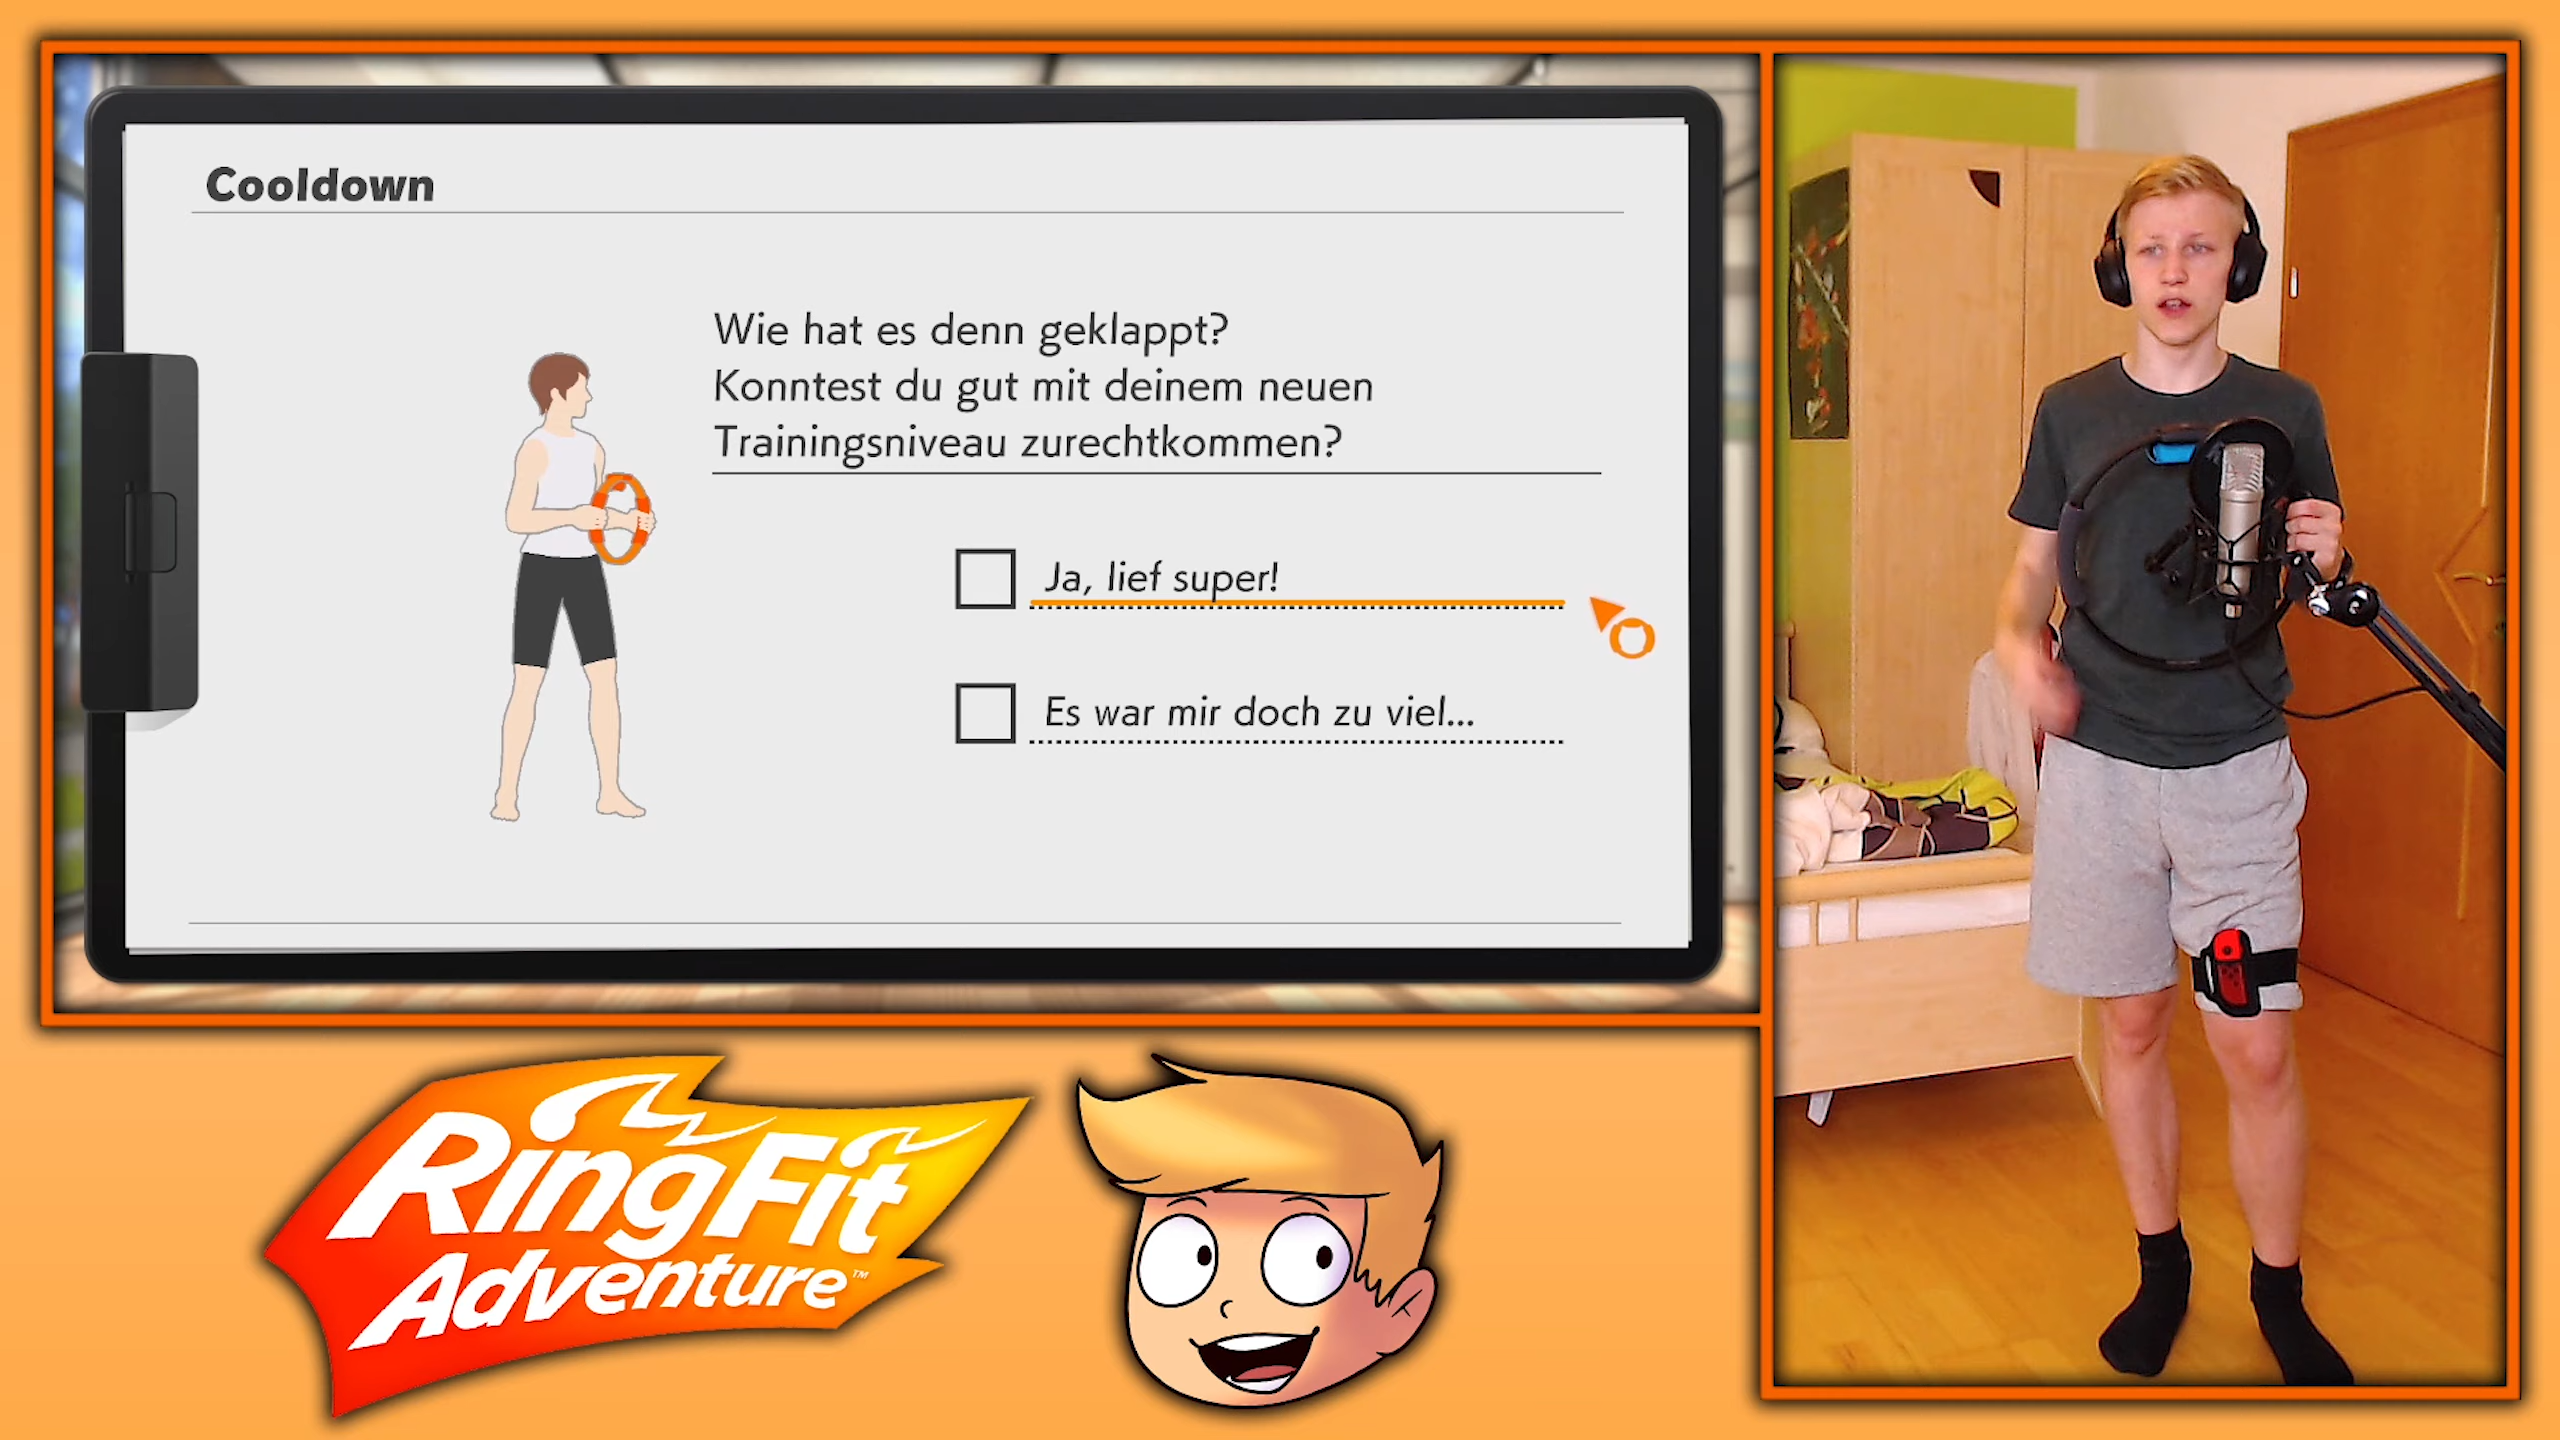 Cooldown
Wie hat es denn geklappt?
Konntest du gut mit deinem neuen
Trainingsniveau zurechtkommen?
Ja, lief super!
Es war mir doch zu viel...
RingFit
Adventure™